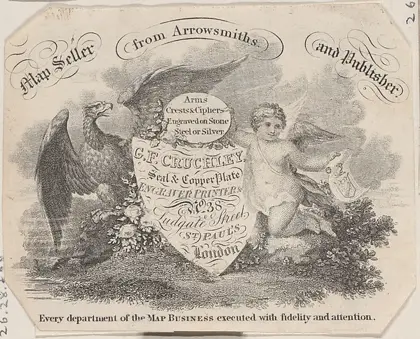 Map Seller
from Arrowsmiths.
and Publisher
Arms
Crests & Ciphers
Engraved on Stone
Steel or Silver
G. F. CRUCHLEY,
Seal & Copper Plate
ENGRAVER PRINTER &c
No. 38
Ludgate Street
ST. PAUL'S
London
Every department of the MAP BUSINESS executed with fidelity and attention.